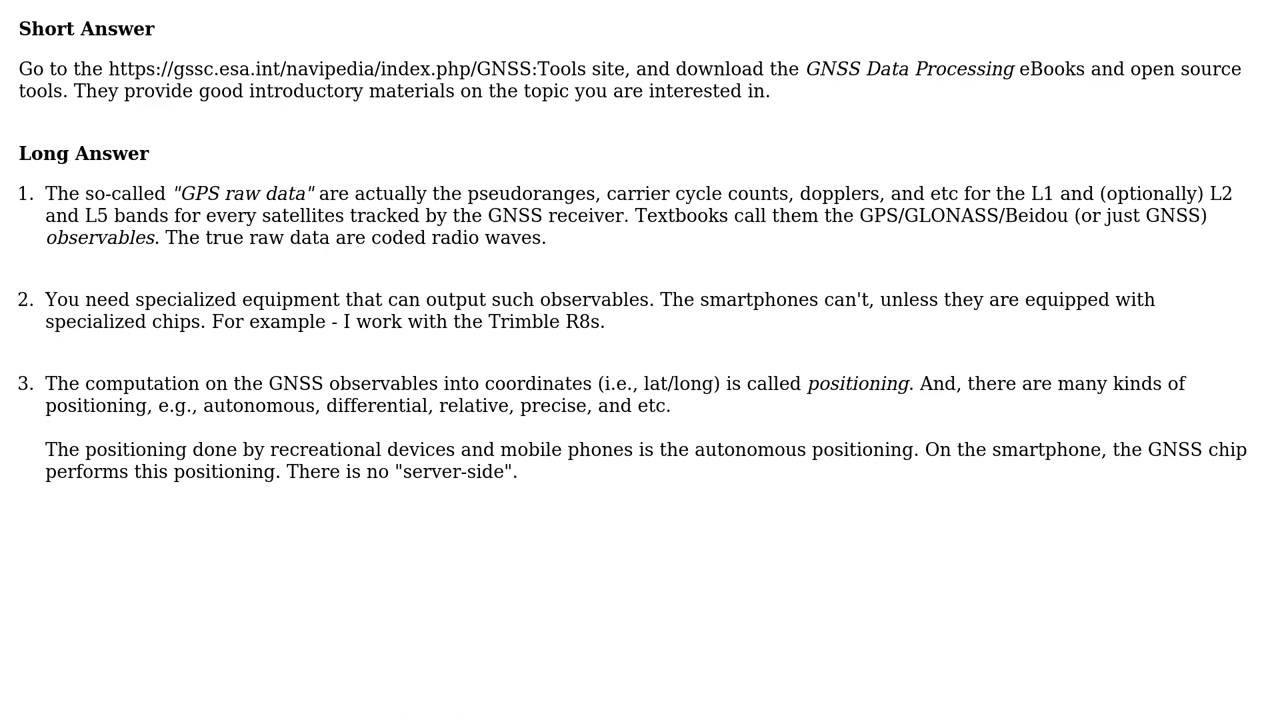 Short Answer
Go to the https://gssc.esa.int/navipedia/index.php/GNSS:Tools site, and download the GNSS Data Processing eBooks and open source
tools. They provide good introductory materials on the topic you are interested in.
Long Answer
1. The so-called "GPS raw data" are actually the pseudoranges, carrier cycle counts, dopplers, and etc for the L1 and (optionally) L2
and L5 bands for every satellites tracked by the GNSS receiver. Textbooks call them the GPS/GLONASS/Beidou (or just GNSS)
observables. The true raw data are coded radio waves.
2. You need specialized equipment that can output such observables. The smartphones can't, unless they are equipped with
specialized chips. For example - I work with the Trimble R8s.
3. The computation on the GNSS observables into coordinates (i.e., lat/long) is called positioning. And, there are many kinds of
positioning, e.g., autonomous, differential, relative, precise, and etc.
The positioning done by recreational devices and mobile phones is the autonomous positioning. On the smartphone, the GNSS chip
performs this positioning. There is no "server-side".